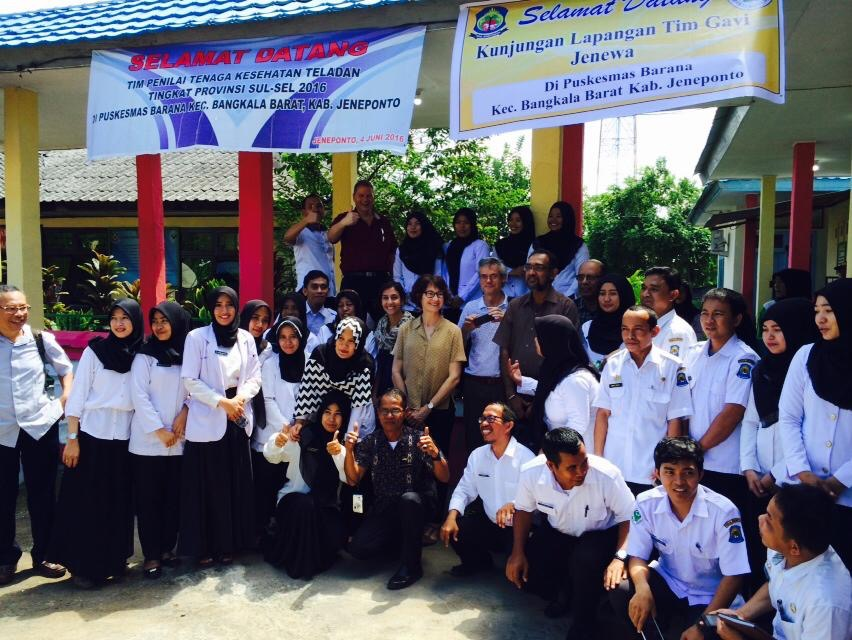 SELAMAT DATANG
TIM PENILAI TENAGA KESEHATAN TELADAN
TINGKAT PROVINSI SUL-SEL 2016
DI PUSKESMAS BARANA KEC. BANGKALA BARAT, KAB. JENEPONTO
JENEPONTO, 4 JUNI 2016
Selamat Datang
Kunjungan Lapangan Tim Gavi
Jenewa
Di Puskesmas Barana
Kec. Bangkala Barat Kab. Jeneponto